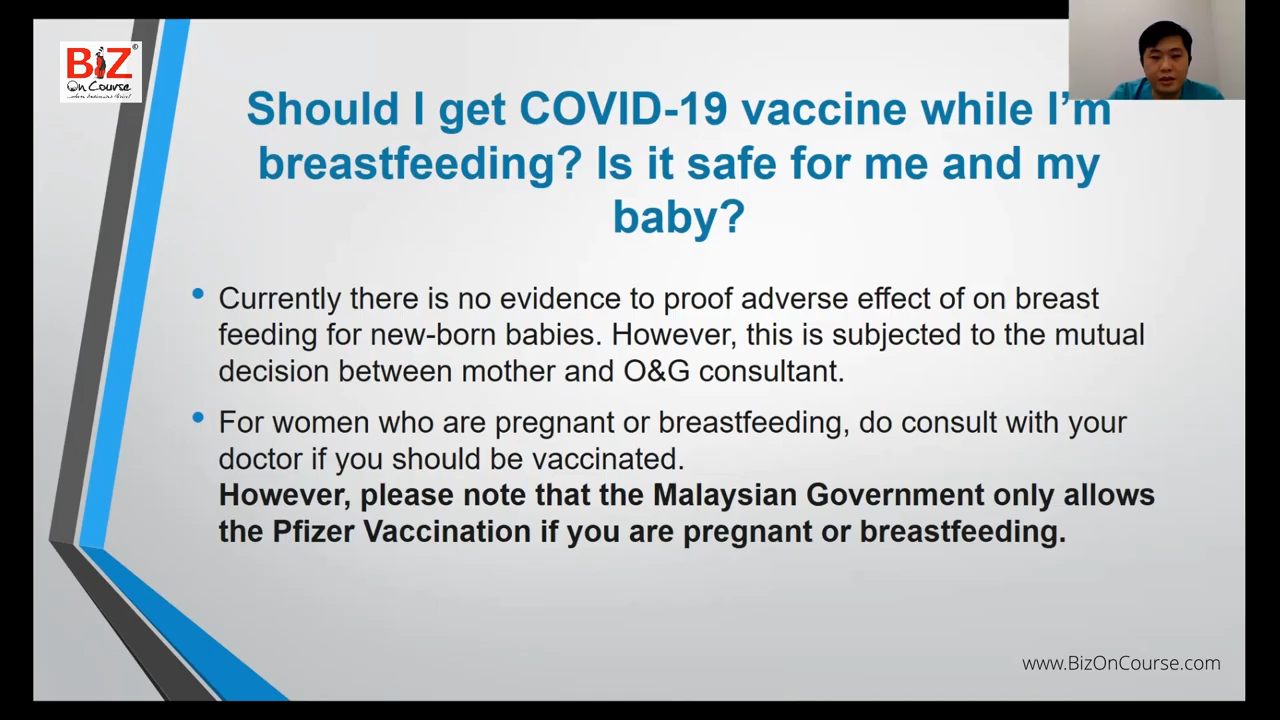 BiZ
On Course
Should I get COVID-19 vaccine while I'm
breastfeeding? Is it safe for me and my
baby?
• Currently there is no evidence to proof adverse effect of on breast
feeding for new-born babies. However, this is subjected to the mutual
decision between mother and O&G consultant.
• For women who are pregnant or breastfeeding, do consult with your
doctor if you should be vaccinated.
However, please note that the Malaysian Government only allows
the Pfizer Vaccination if you are pregnant or breastfeeding.
www.BizOnCourse.com